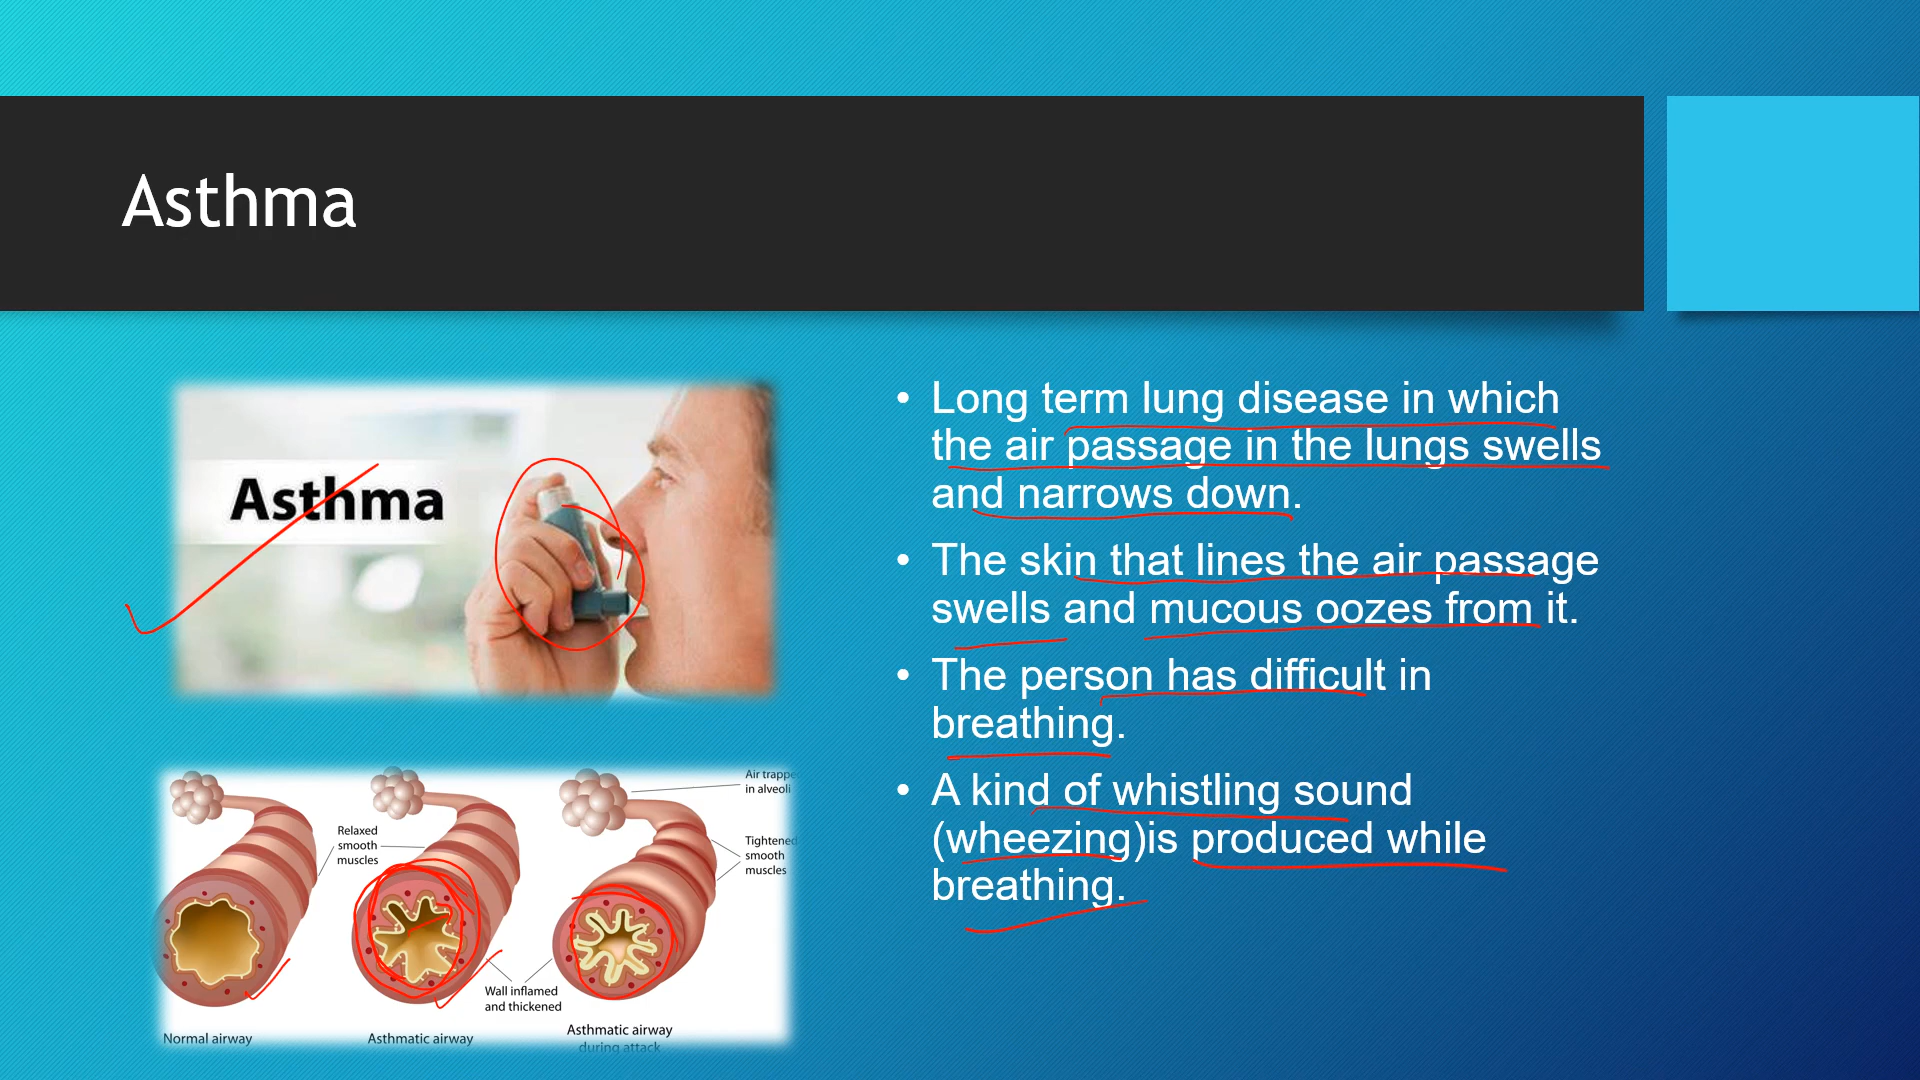 Asthma
Asthma
• Long term lung disease in which
the air passage in the lungs swells
and narrows down.
• The skin that lines the air passage
swells and mucous oozes from it.
• The person has difficult in
breathing.
• A kind of whistling sound
(wheezing)is produced while
breathing.
Air trapped
in alveoli
Relaxed
smooth
muscles
Tightened
smooth
muscles
Wall inflamed
and thickened
Normal airway
Asthmatic airway
Asthmatic airway
during attack